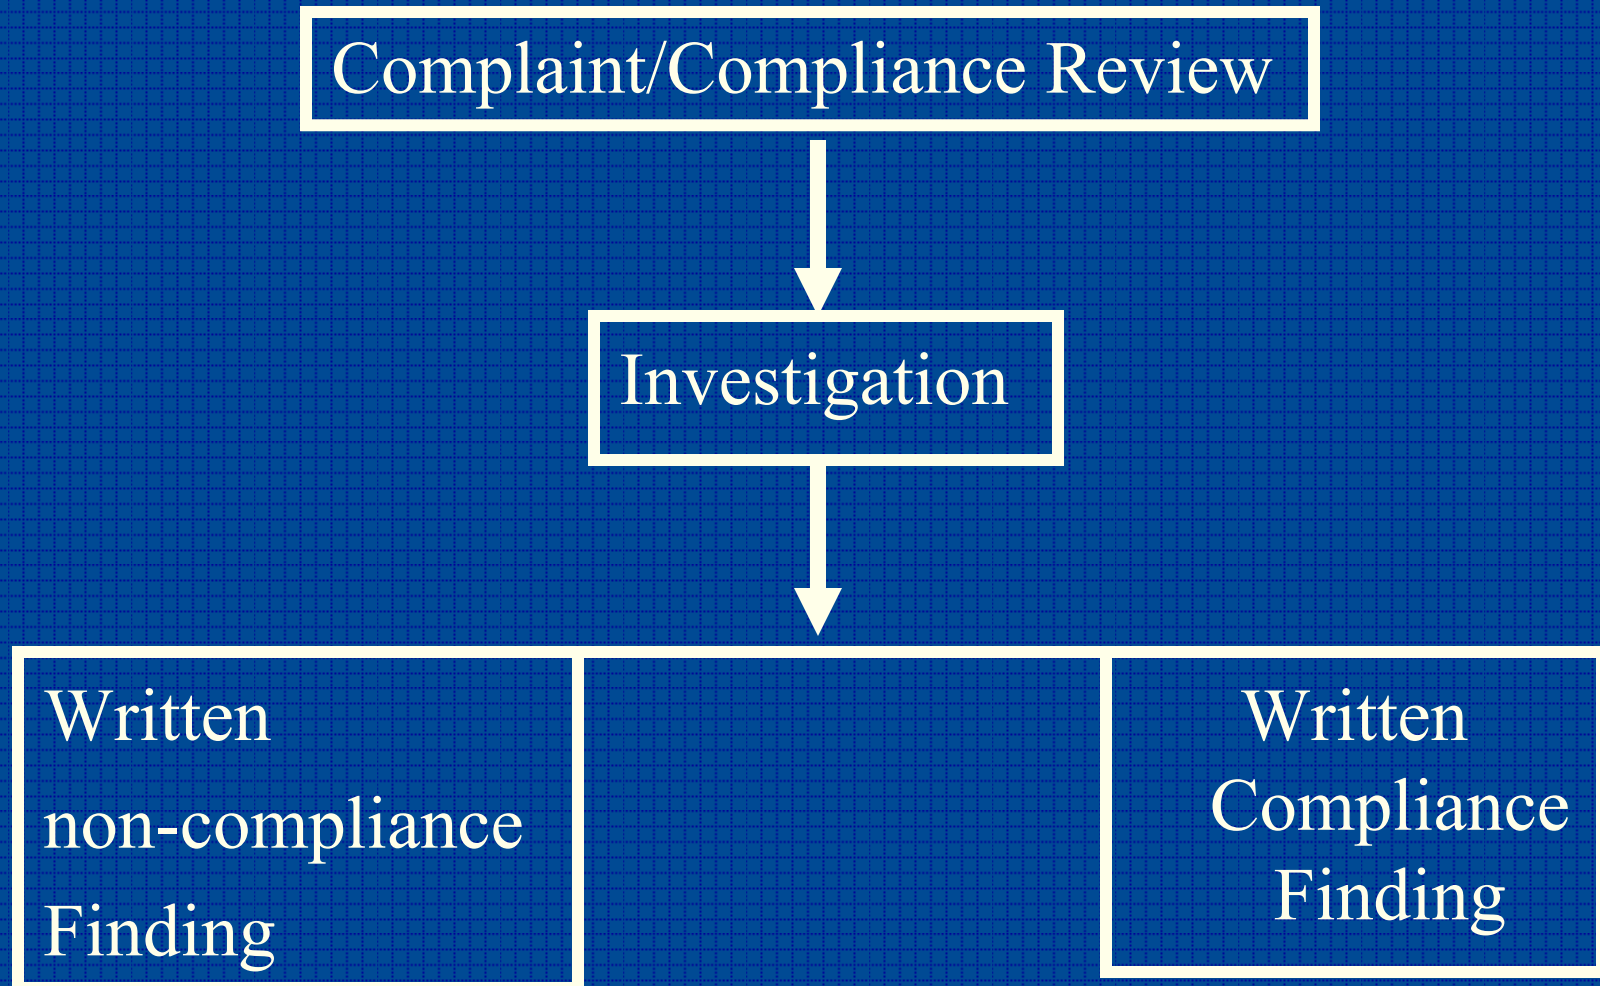 Complaint/Compliance Review
Investigation
Written
non-compliance
Finding
Written
Compliance
Finding